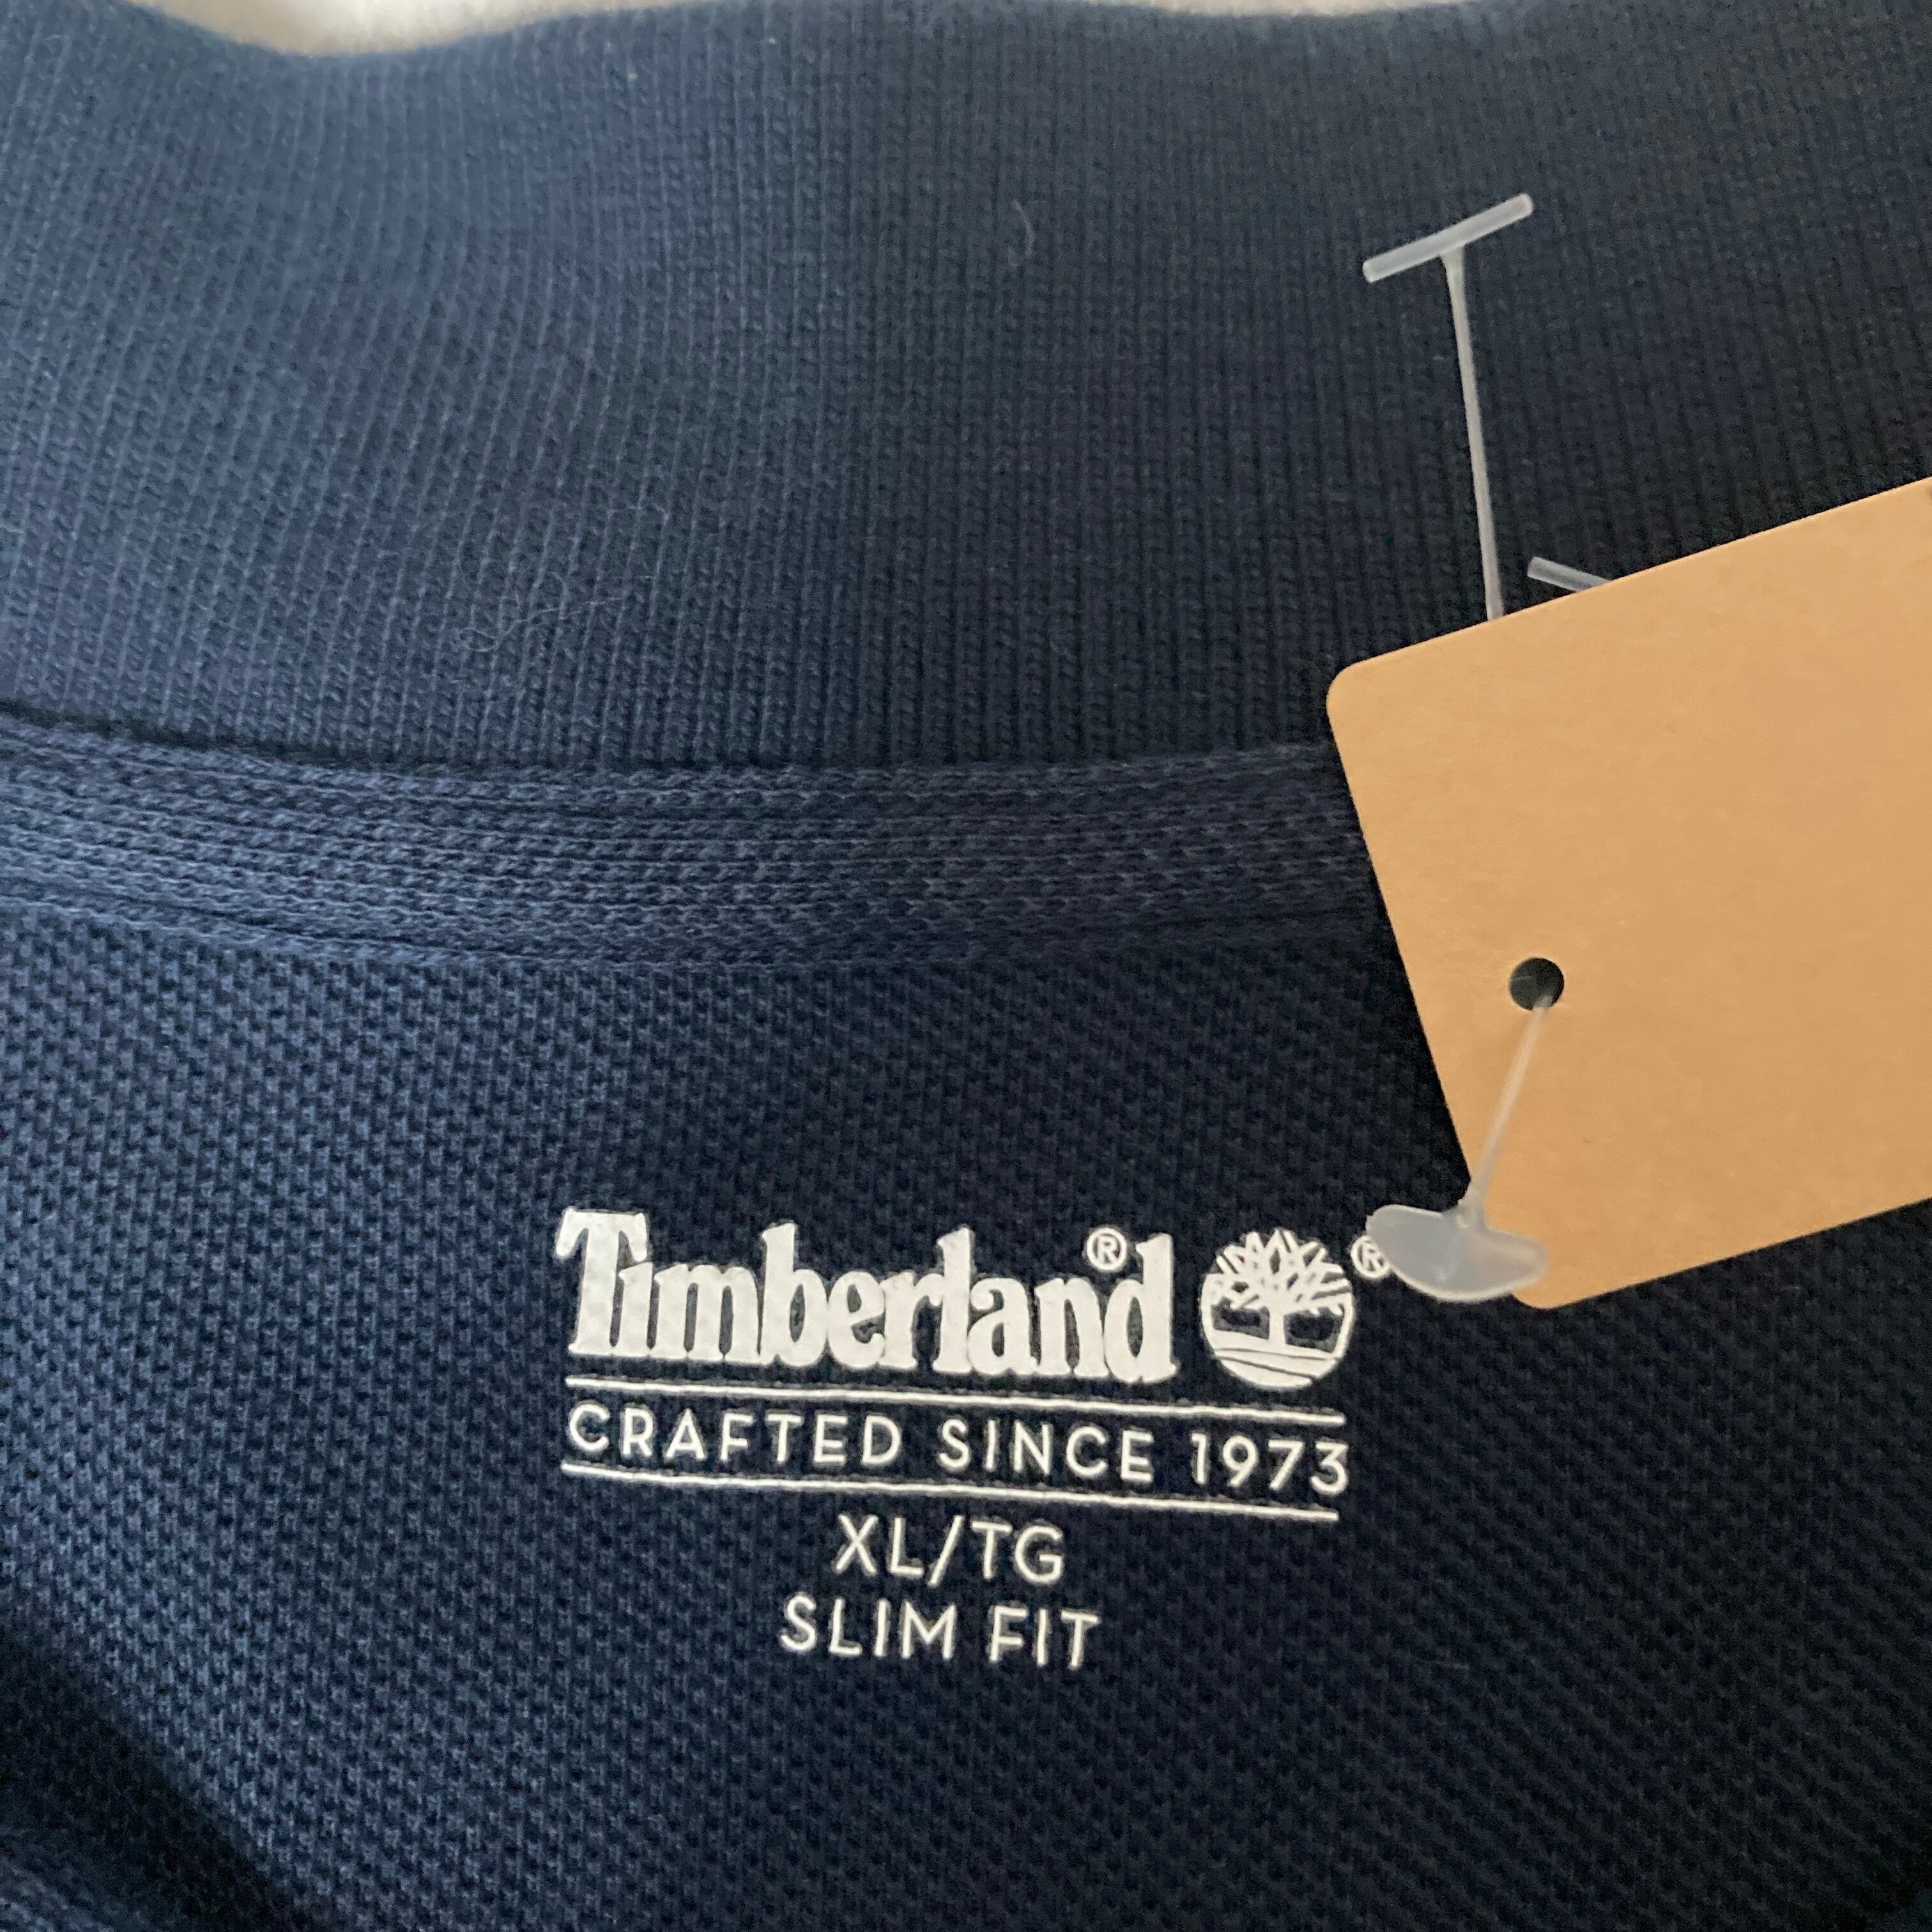 Timberland® ®
CRAFTED SINCE 1973
XL/TG
SLIM FIT